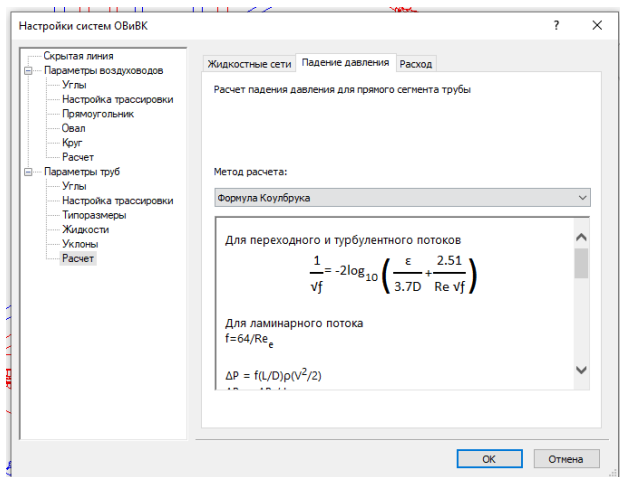 Настройки систем ОВиВК
Скрытая линия
Параметры воздуховодов
Углы
Настройка трассировки
Прямоугольник
Овал
Круг
Расчет
Параметры труб
Углы
Настройка трассировки
Типоразмеры
Жидкости
Уклоны
Расчет
Жидкостные сети
Падение давления
Расход
Расчет падения давления для прямого сегмента трубы
Метод расчета:
Формула Коулбрука
Для переходного и турбулентного потоков
1/√f = -2log₁₀(ε/3.7D + 2.51/Re √f)
Для ламинарного потока
f=64/Reₑ
ΔP = f(L/D)ρ(V²/2)
OK
Отмена